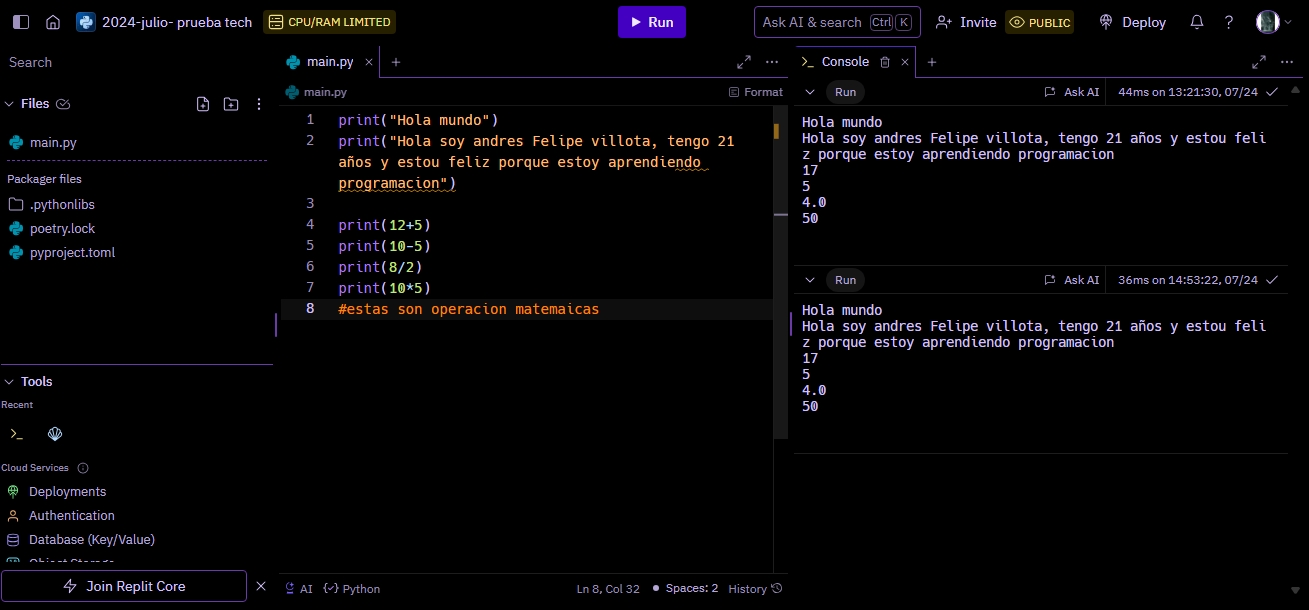 2024-julio- prueba tech CPU/RAM LIMITED Run Ask AI & search Ctrl K Invite PUBLIC Deploy ?
Search
Files
main.py
Packager files
.pythonlibs
poetry.lock
pyproject.toml
Tools
Recent
Cloud Services
Deployments
Authentication
Database (Key/Value)
Join Replit Core
main.py
main.py Format
1 print("Hola mundo")
2 print("Hola soy andres Felipe villota, tengo 21
años y estou feliz porque estoy aprendiendo
programacion")
3
4 print(12+5)
5 print(10-5)
6 print(8/2)
7 print(10*5)
8 #estas son operacion matemaicas
AI Python Ln 8, Col 32 Spaces: 2 History
Console
Run Ask AI 44ms on 13:21:30, 07/24
Hola mundo
Hola soy andres Felipe villota, tengo 21 años y estou feli
z porque estoy aprendiendo programacion
17
5
4.0
50
Run Ask AI 36ms on 14:53:22, 07/24
Hola mundo
Hola soy andres Felipe villota, tengo 21 años y estou feli
z porque estoy aprendiendo programacion
17
5
4.0
50